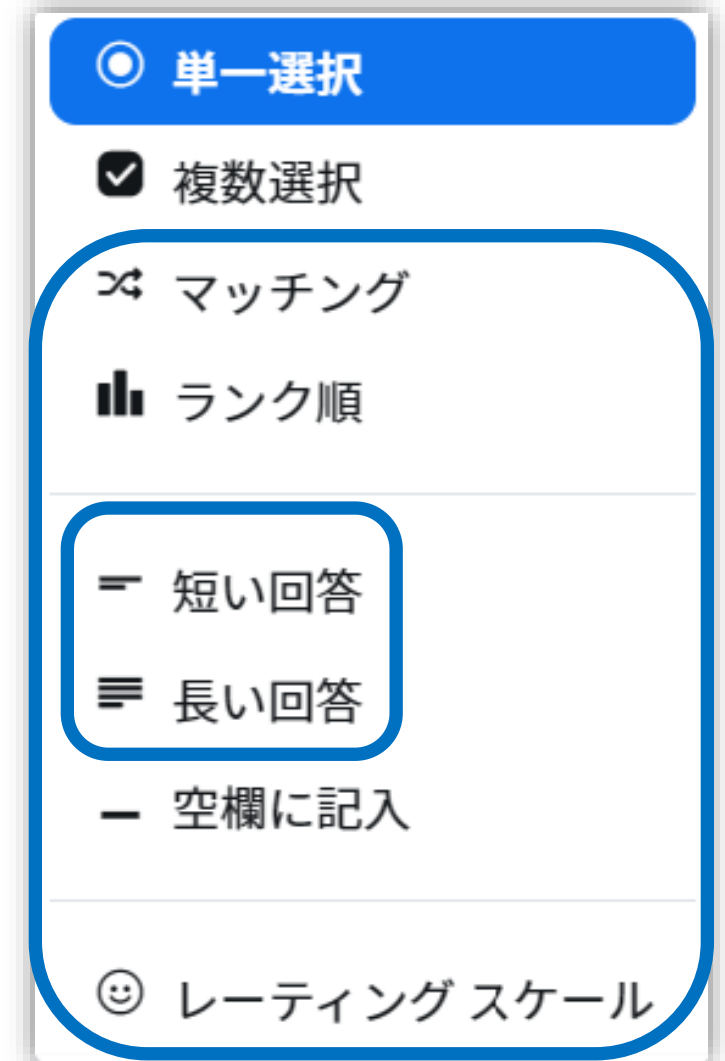 単一選択
複数選択
マッチング
ランク順
短い回答
長い回答
空欄に記入
レーティング スケール